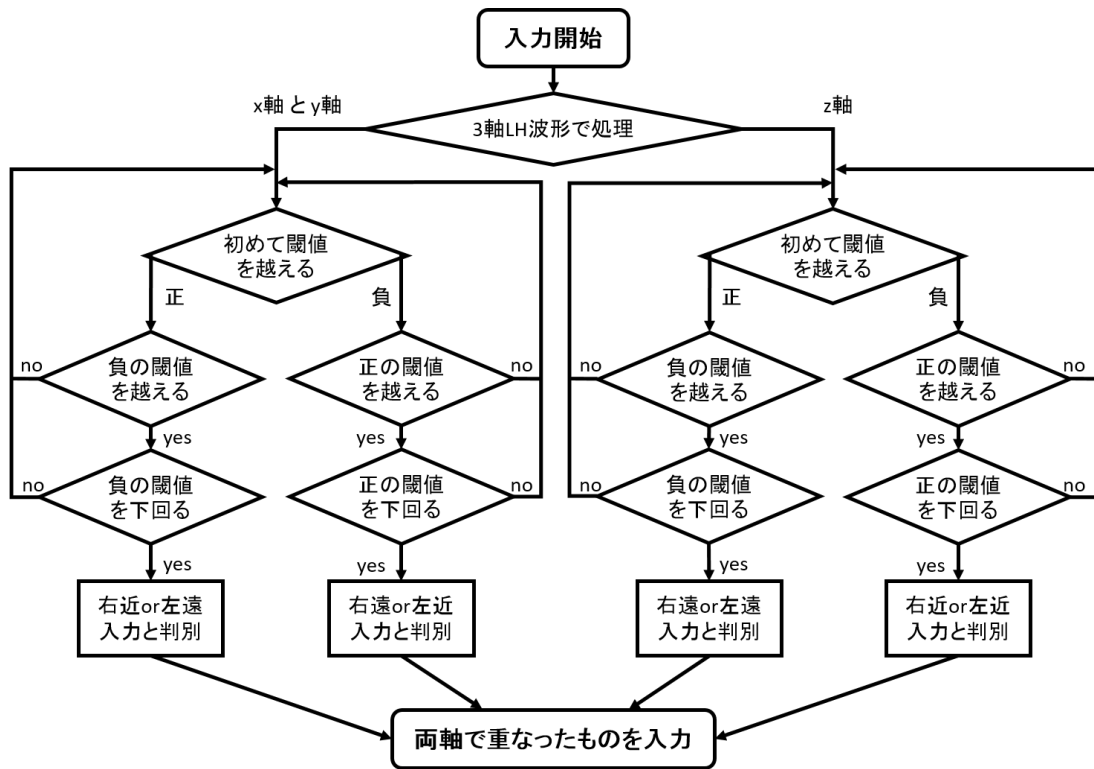 入力開始
x軸 と y軸
z軸
3軸LH波形で処理
初めて閾値
を越える
初めて閾値
を越える
正
負
正
負
no
負の閾値
を越える
正の閾値
を越える
no
no
負の閾値
を越える
正の閾値
を越える
no
yes
yes
yes
yes
no
負の閾値
を下回る
正の閾値
を下回る
no
no
負の閾値
を下回る
正の閾値
を下回る
no
yes
yes
yes
yes
右近or左遠
入力と判別
右遠or左近
入力と判別
右遠or左遠
入力と判別
右近or左近
入力と判別
両軸で重なったものを入力